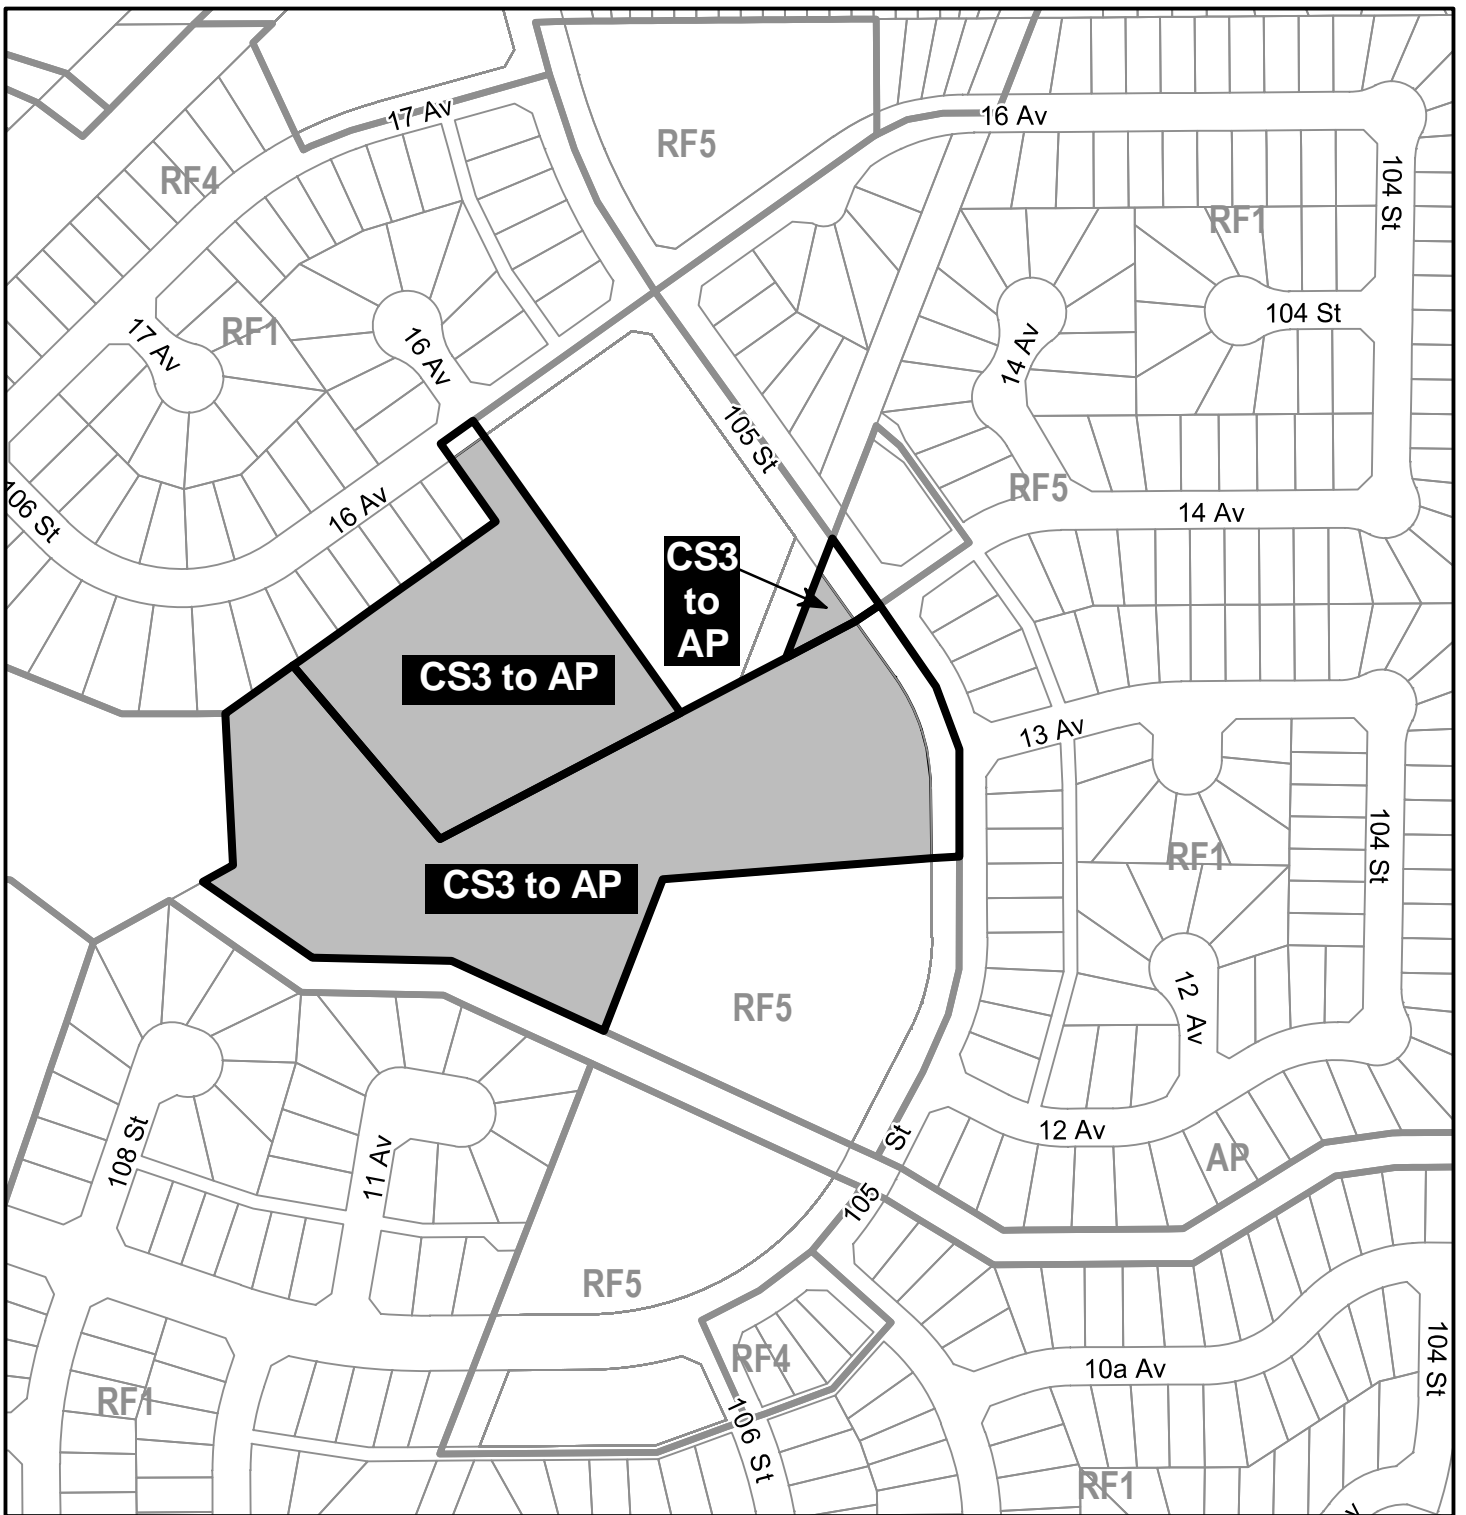 17 Av
RF5
16 Av
RF4
104 St
RF1
17 Av
RF1
16 Av
104 St
14 Av
105 St
RF5
106 St
16 Av
14 Av
CS3
to
AP
CS3 to AP
13 Av
104 St
RF1
CS3 to AP
RF5
12 Av
108 St
11 Av
St
12 Av
AP
105
RF5
RF4
10a Av
104 St
RF1
106 St
RF1